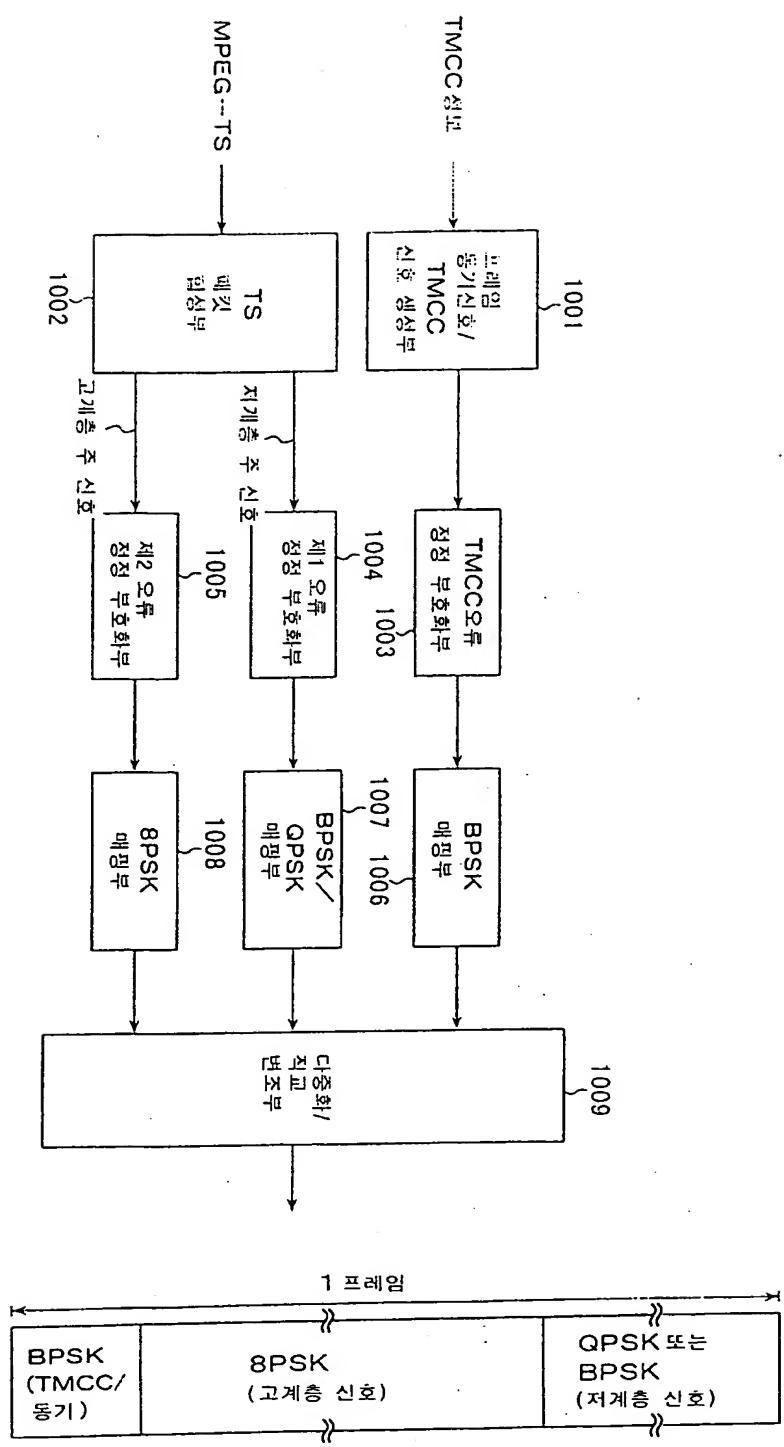 TMCC 정보
MPEG--TS
1001
프레임
동기신호/
TMCC
신호 생성부
1002
TS
패킷
합성부
저계층 주 신호
고계층 주 신호
1003
TMCC오류
정정 부호화부
1004
제1 오류
정정 부호화부
1005
제2 오류
정정 부호화부
1006
BPSK
매핑부
1007
BPSK/
QPSK
매핑부
1008
8PSK
매핑부
1009
다중화/
직교
변조부
1 프레임
BPSK
(TMCC/
동기)
8PSK
(고계층 신호)
QPSK 또는
BPSK
(저계층 신호)